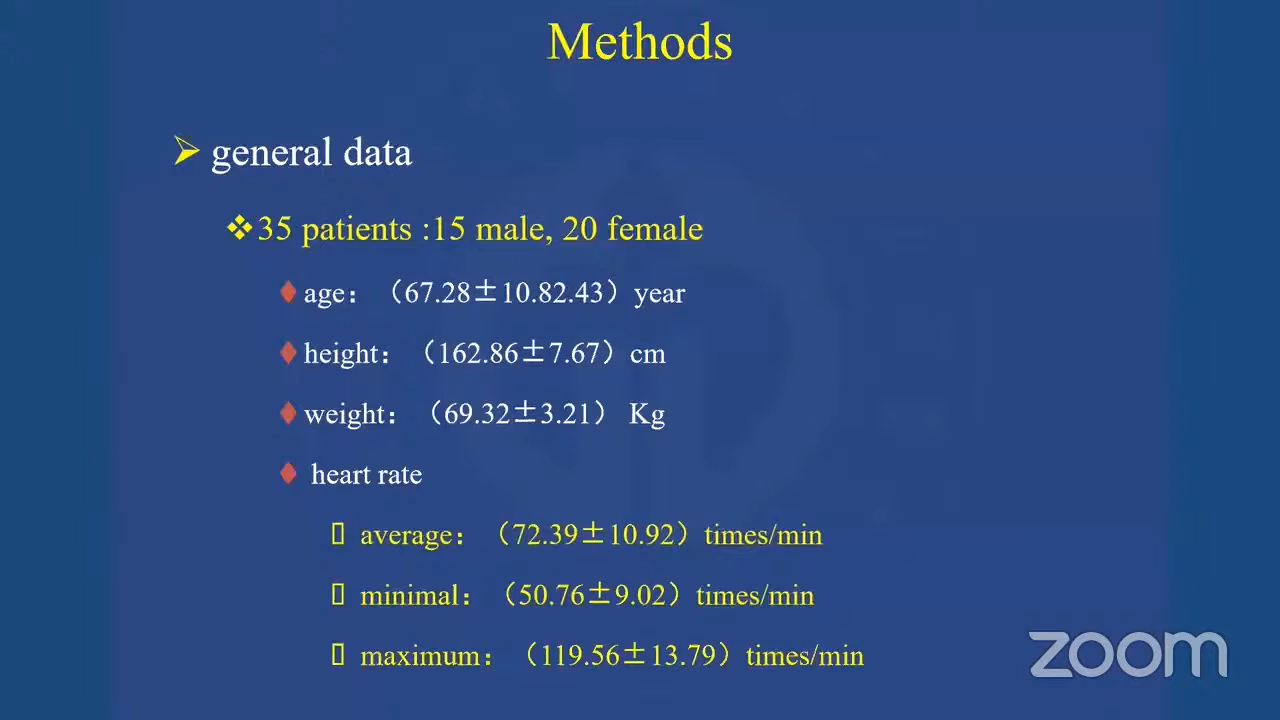 Methods
general data
35 patients :15 male, 20 female
age：（67.28±10.82.43）year
height：（162.86±7.67）cm
weight：（69.32±3.21） Kg
heart rate
average：（72.39±10.92）times/min
minimal：（50.76±9.02）times/min
maximum：（119.56±13.79）times/min
zoom